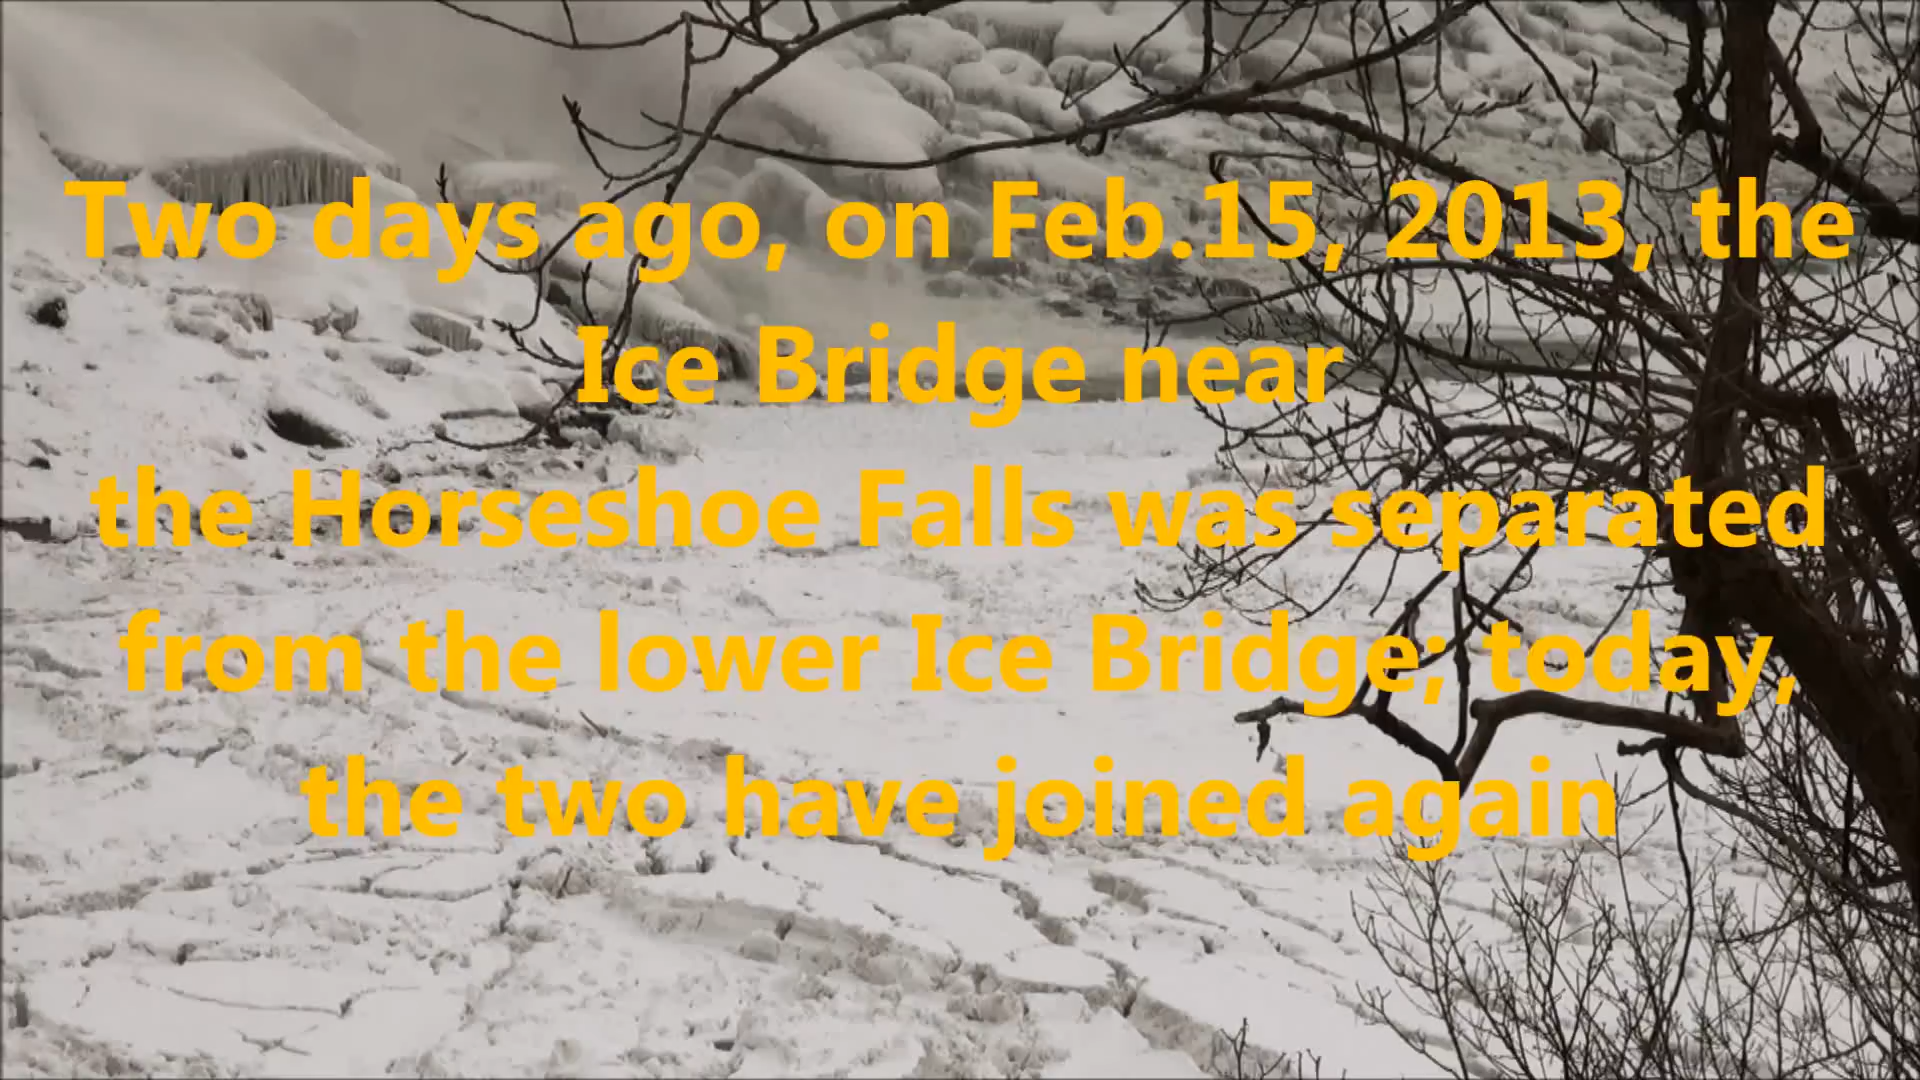 Two days ago, on Feb.15, 2013, the
Ice Bridge near
the Horseshoe Falls was separated
from the lower Ice Bridge; today,
the two have joined again